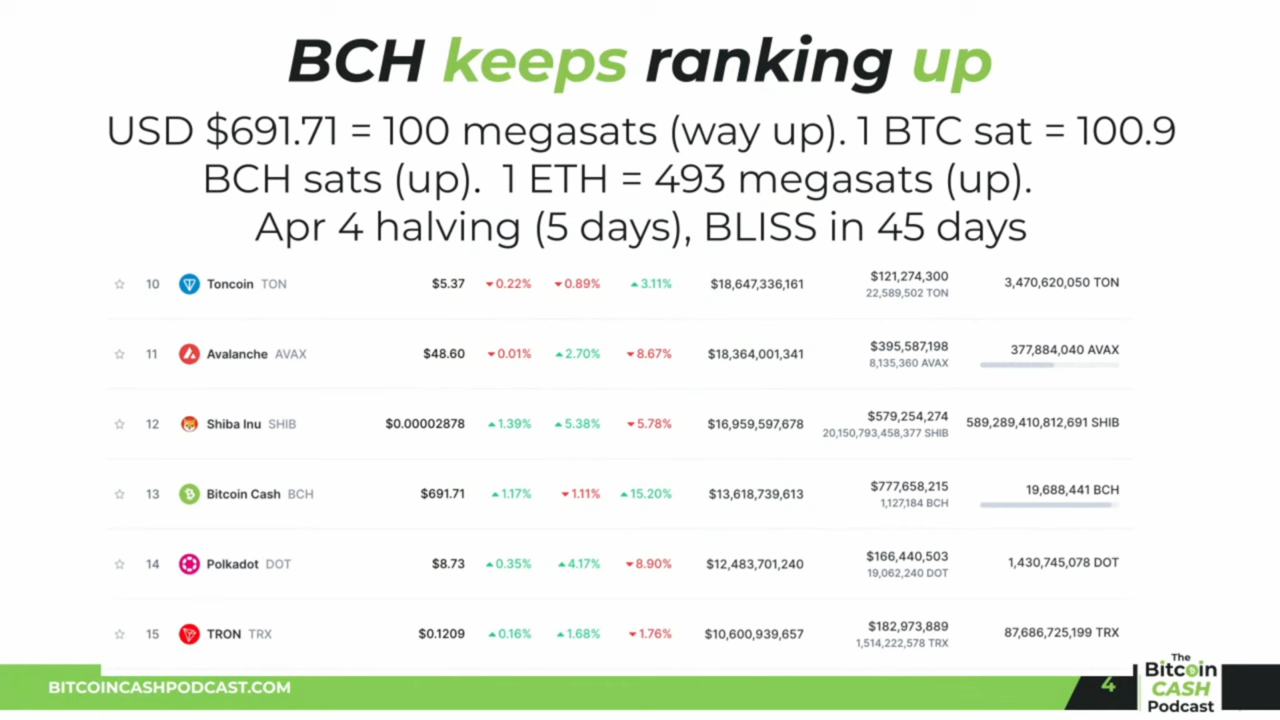 BCH keeps ranking up
USD $691.71 = 100 megasats (way up). 1 BTC sat = 100.9
BCH sats (up). 1 ETH = 493 megasats (up).
Apr 4 halving (5 days), BLISS in 45 days
10 Toncoin TON $5.37 0.22% 0.89% 3.11% $18,647,336,161 $121,274,300 3,470,620,050 TON
22,589,502 TON
11 Avalanche AVAX $48.60 0.01% 2.70% 8.67% $18,364,001,341 $395,587,198 377,884,040 AVAX
8,135,360 AVAX
12 Shiba Inu SHIB $0.00002878 1.39% 5.38% 5.78% $16,959,597,678 $579,254,274 589,289,410,812,691 SHIB
20,150,793,458,377 SHIB
13 Bitcoin Cash BCH $691.71 1.17% 1.11% 15.20% $13,618,739,613 $777,658,215 19,688,441 BCH
1,127,184 BCH
14 Polkadot DOT $8.73 0.35% 4.17% 8.90% $12,483,701,240 $166,440,503 1,430,745,078 DOT
19,062,240 DOT
15 TRON TRX $0.1209 0.16% 1.68% 1.76% $10,600,939,657 $182,973,889 87,686,725,199 TRX
1,514,222,578 TRX
BITCOINCASHPODCAST.COM
4
The
Bitcoin
CASH
Podcast